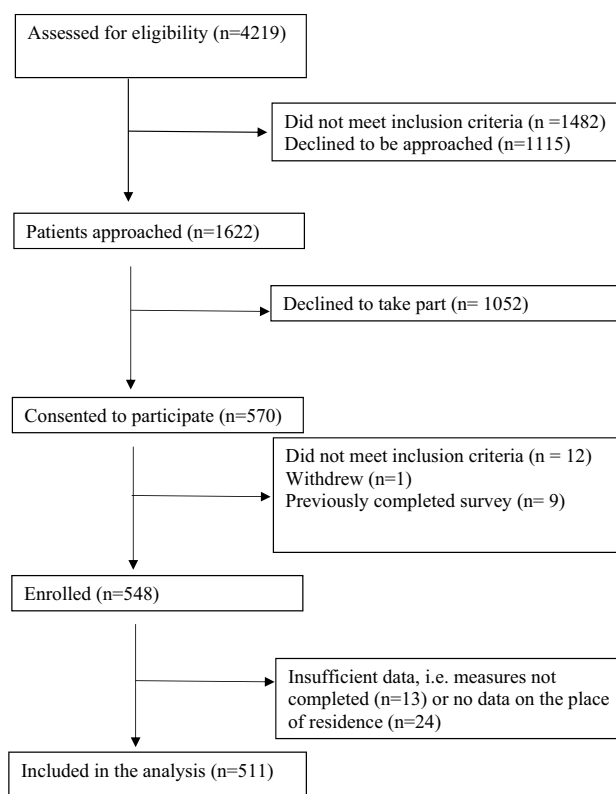 Assessed for eligibility (n=4219)
Did not meet inclusion criteria (n =1482)
Declined to be approached (n=1115)
Patients approached (n=1622)
Declined to take part (n= 1052)
Consented to participate (n=570)
Did not meet inclusion criteria (n = 12)
Withdrew (n=1)
Previously completed survey (n= 9)
Enrolled (n=548)
Insufficient data, i.e. measures not
completed (n=13) or no data on the place
of residence (n=24)
Included in the analysis (n=511)